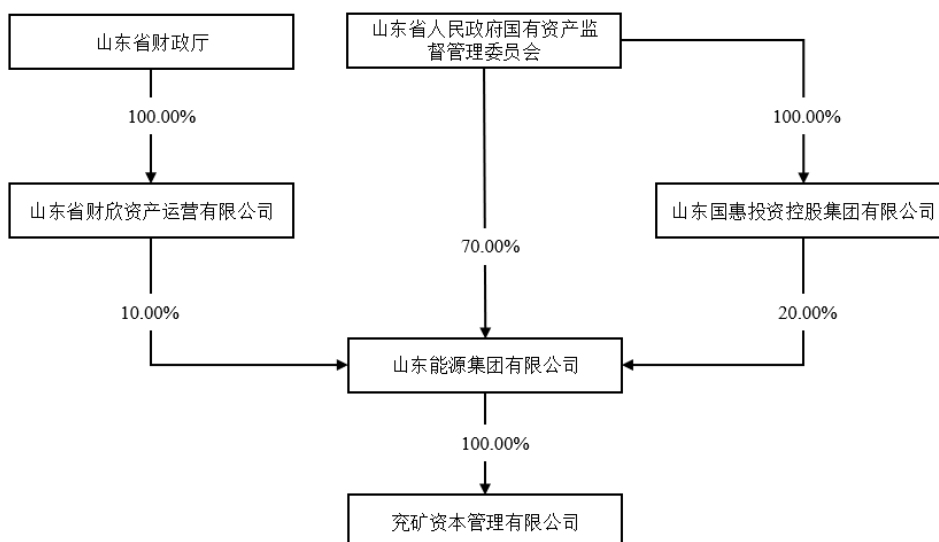 山东省财政厅
山东省人民政府国有资产监
督管理委员会
100.00%
100.00%
山东省财欣资产运营有限公司
山东国惠投资控股集团有限公司
70.00%
10.00%
20.00%
山东能源集团有限公司
100.00%
兖矿资本管理有限公司